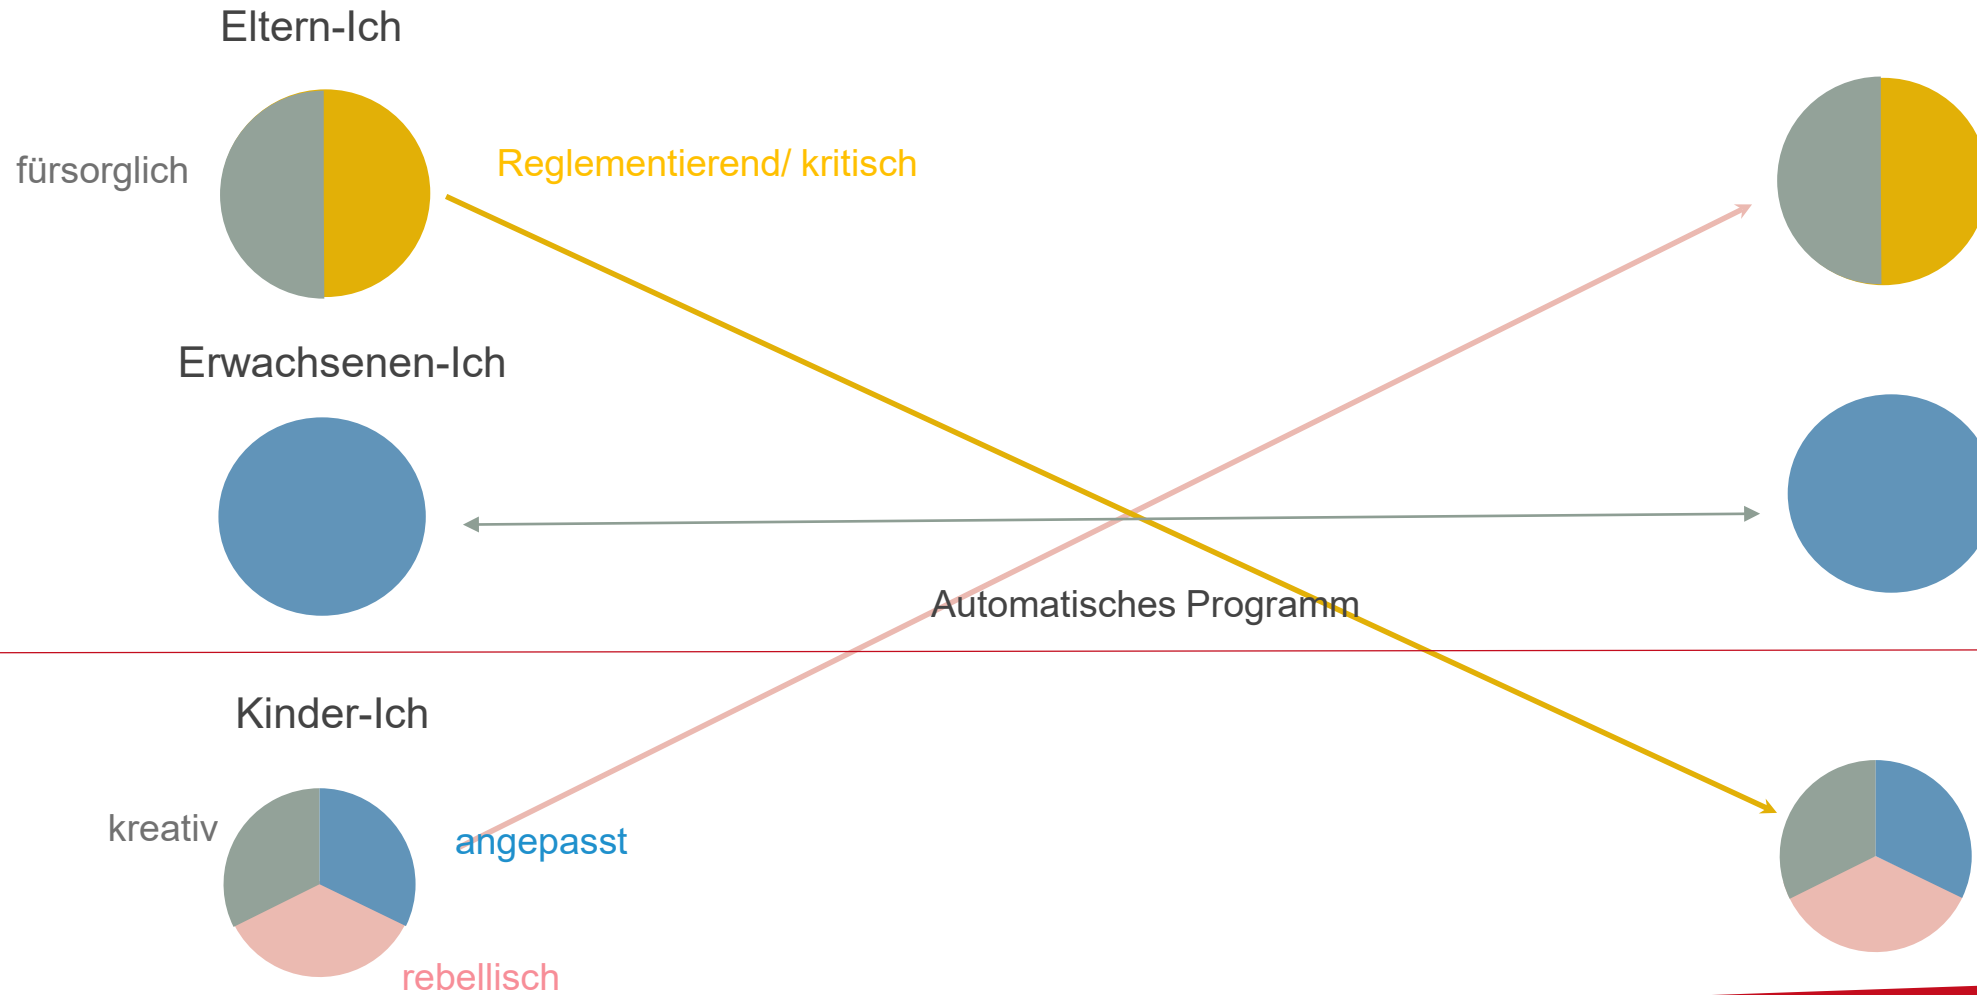 Eltern-Ich
fürsorglich
Reglementierend/ kritisch
Erwachsenen-Ich
Automatisches Programm
Kinder-Ich
kreativ
angepasst
rebellisch